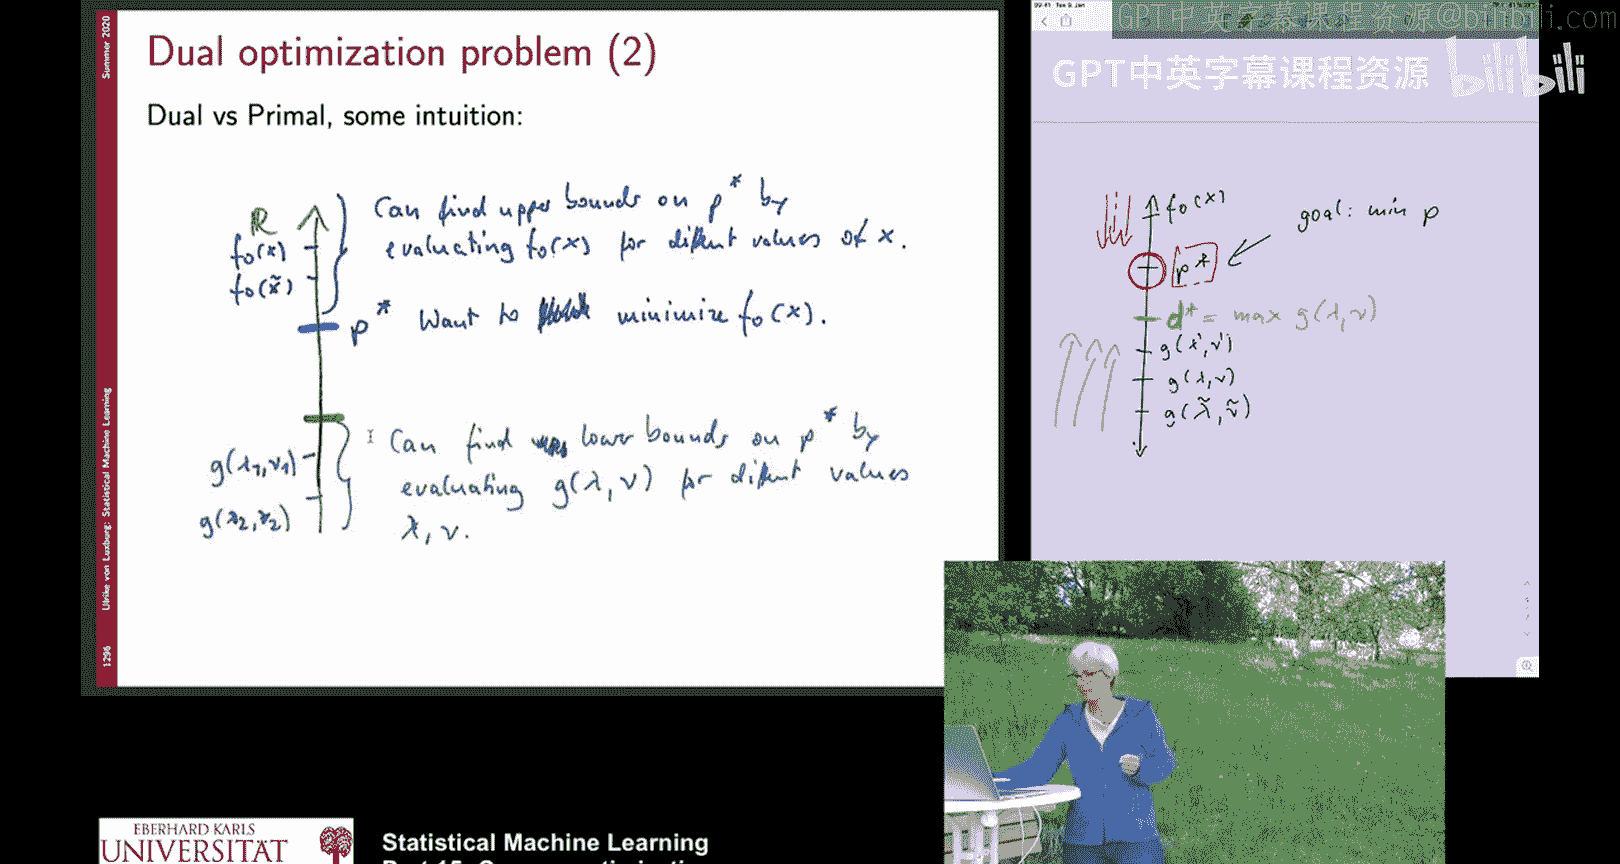 Summer 2020
Dual optimization problem (2)
Dual vs Primal, some intuition:
R
f₀(x)
f₀(x̃)
Can find upper bounds on p* by
evaluating f₀(x) for diffent values of x.
p* Want to minimize f₀(x).
Can find lower bounds on p* by
evaluating g(λ, ν) for diffent values
λ, ν.
g(λ₁, ν₁)
g(λ₂, ν₂)
Ulrike von Luxburg: Statistical Machine Learning
1296
GPT中英字幕课程资源@bilibili.com
GPT中英字幕课程资源 bilibili
f₀(x)
goal: min p
p*
d* = max g(λ, ν)
g(λ', ν')
g(λ, ν)
g(λ̃, ν̃)
EBERHARD KARLS
UNIVERSITÄT
Statistical Machine Learning